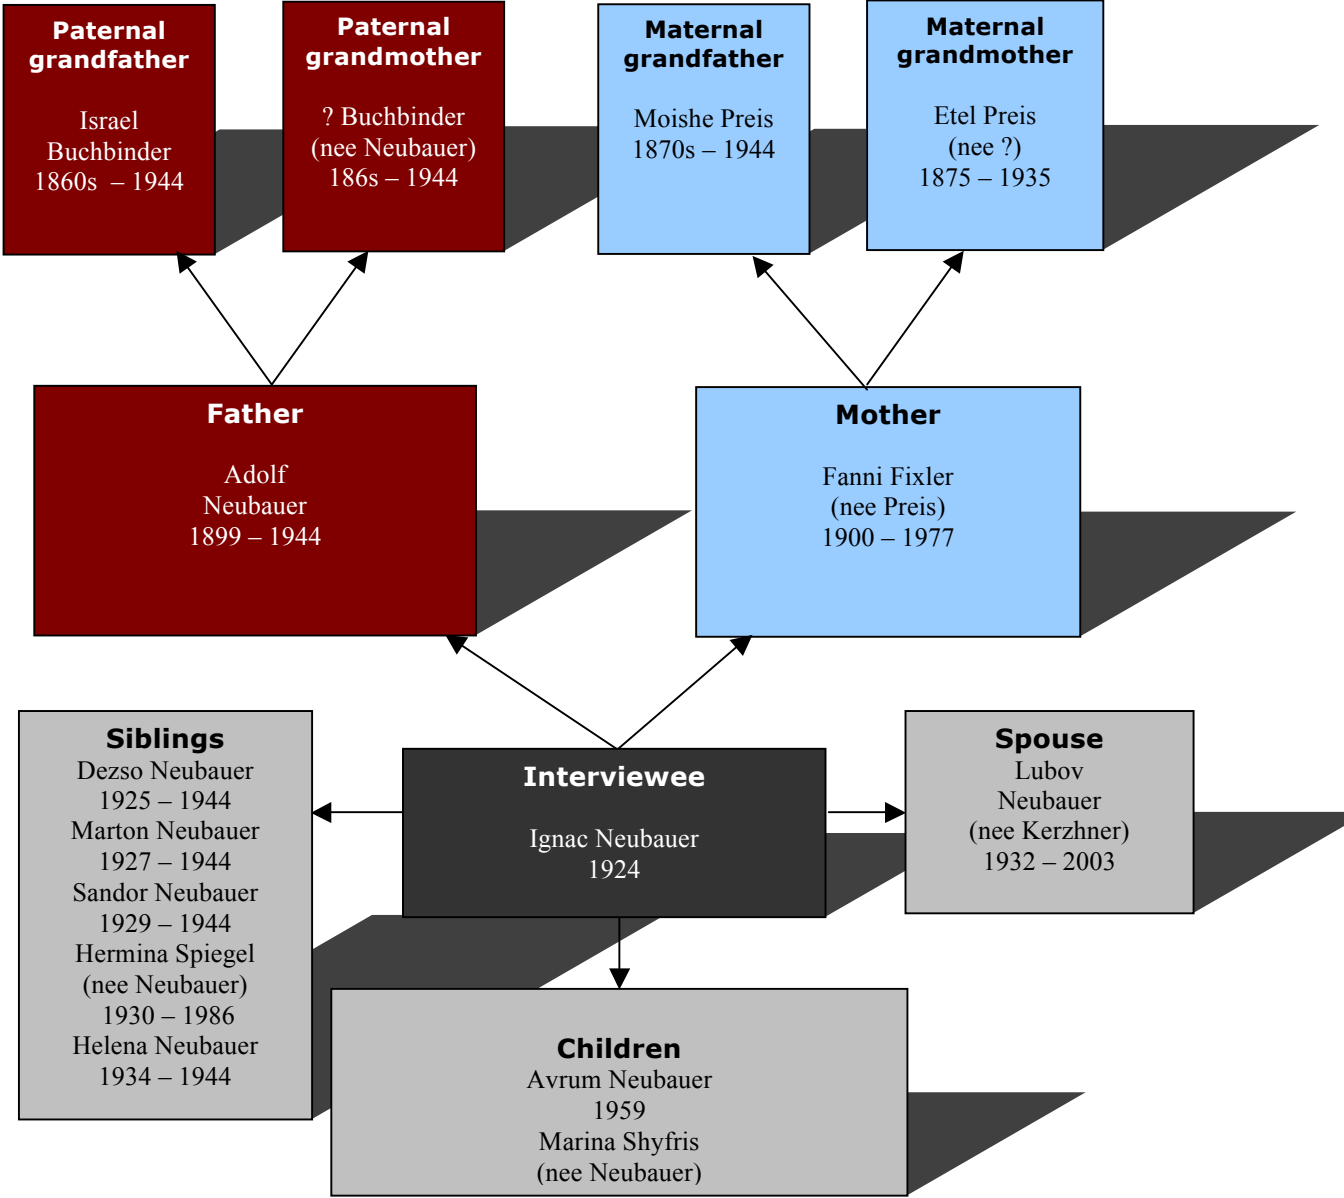 Paternal
grandfather
Israel
Buchbinder
1860s – 1944
Paternal
grandmother
? Buchbinder
(nee Neubauer)
186s – 1944
Maternal
grandfather
Moishe Preis
1870s – 1944
Maternal
grandmother
Etel Preis
(nee ?)
1875 – 1935
Father
Adolf
Neubauer
1899 – 1944
Mother
Fanni Fixler
(nee Preis)
1900 – 1977
Siblings
Dezso Neubauer
1925 – 1944
Marton Neubauer
1927 – 1944
Sandor Neubauer
1929 – 1944
Hermina Spiegel
(nee Neubauer)
1930 – 1986
Helena Neubauer
1934 – 1944
Interviewee
Ignac Neubauer
1924
Spouse
Lubov
Neubauer
(nee Kerzhner)
1932 – 2003
Children
Avrum Neubauer
1959
Marina Shyfris
(nee Neubauer)